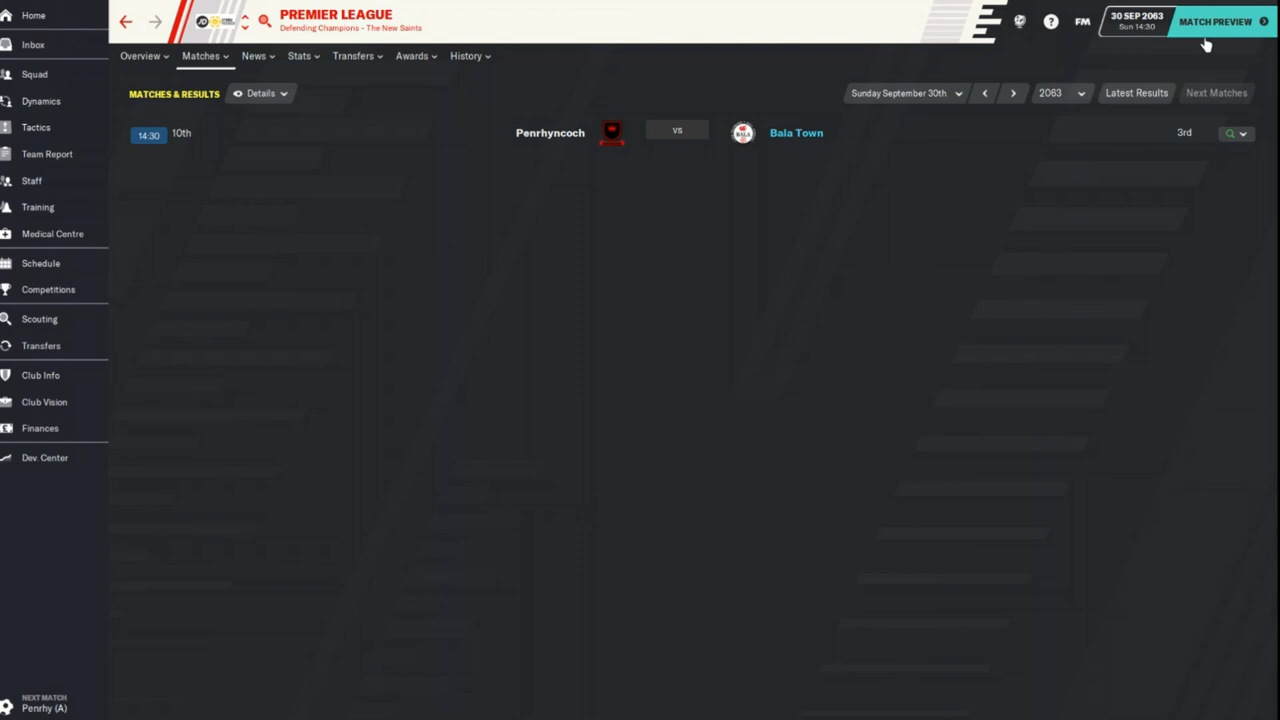 Home
PREMIER LEAGUE
Defending Champions - The New Saints
FM
30 SEP 2063
Sun 14:30
MATCH PREVIEW
Inbox
Overview
Matches
News
Stats
Transfers
Awards
History
Squad
Dynamics
MATCHES & RESULTS
Details
Sunday September 30th
2063
Latest Results
Next Matches
Tactics
14:30
10th
Penrhyncoch
vs
BALA
Bala Town
3rd
Team Report
Staff
Training
Medical Centre
Schedule
Competitions
Scouting
Transfers
Club Info
Club Vision
Finances
Dev. Center
NEXT MATCH
Penrhy (A)